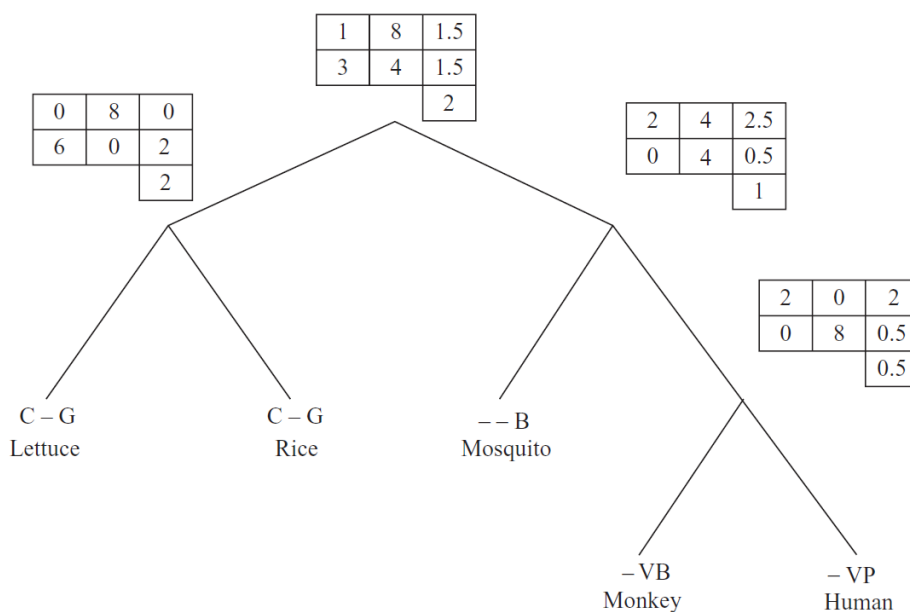 1 8 1.5
3 4 1.5
2
0 8 0
6 0 2
2
2 4 2.5
0 4 0.5
1
2 0 2
0 8 0.5
0.5
C – G
Lettuce
C – G
Rice
– – B
Mosquito
– VB
Monkey
– VP
Human